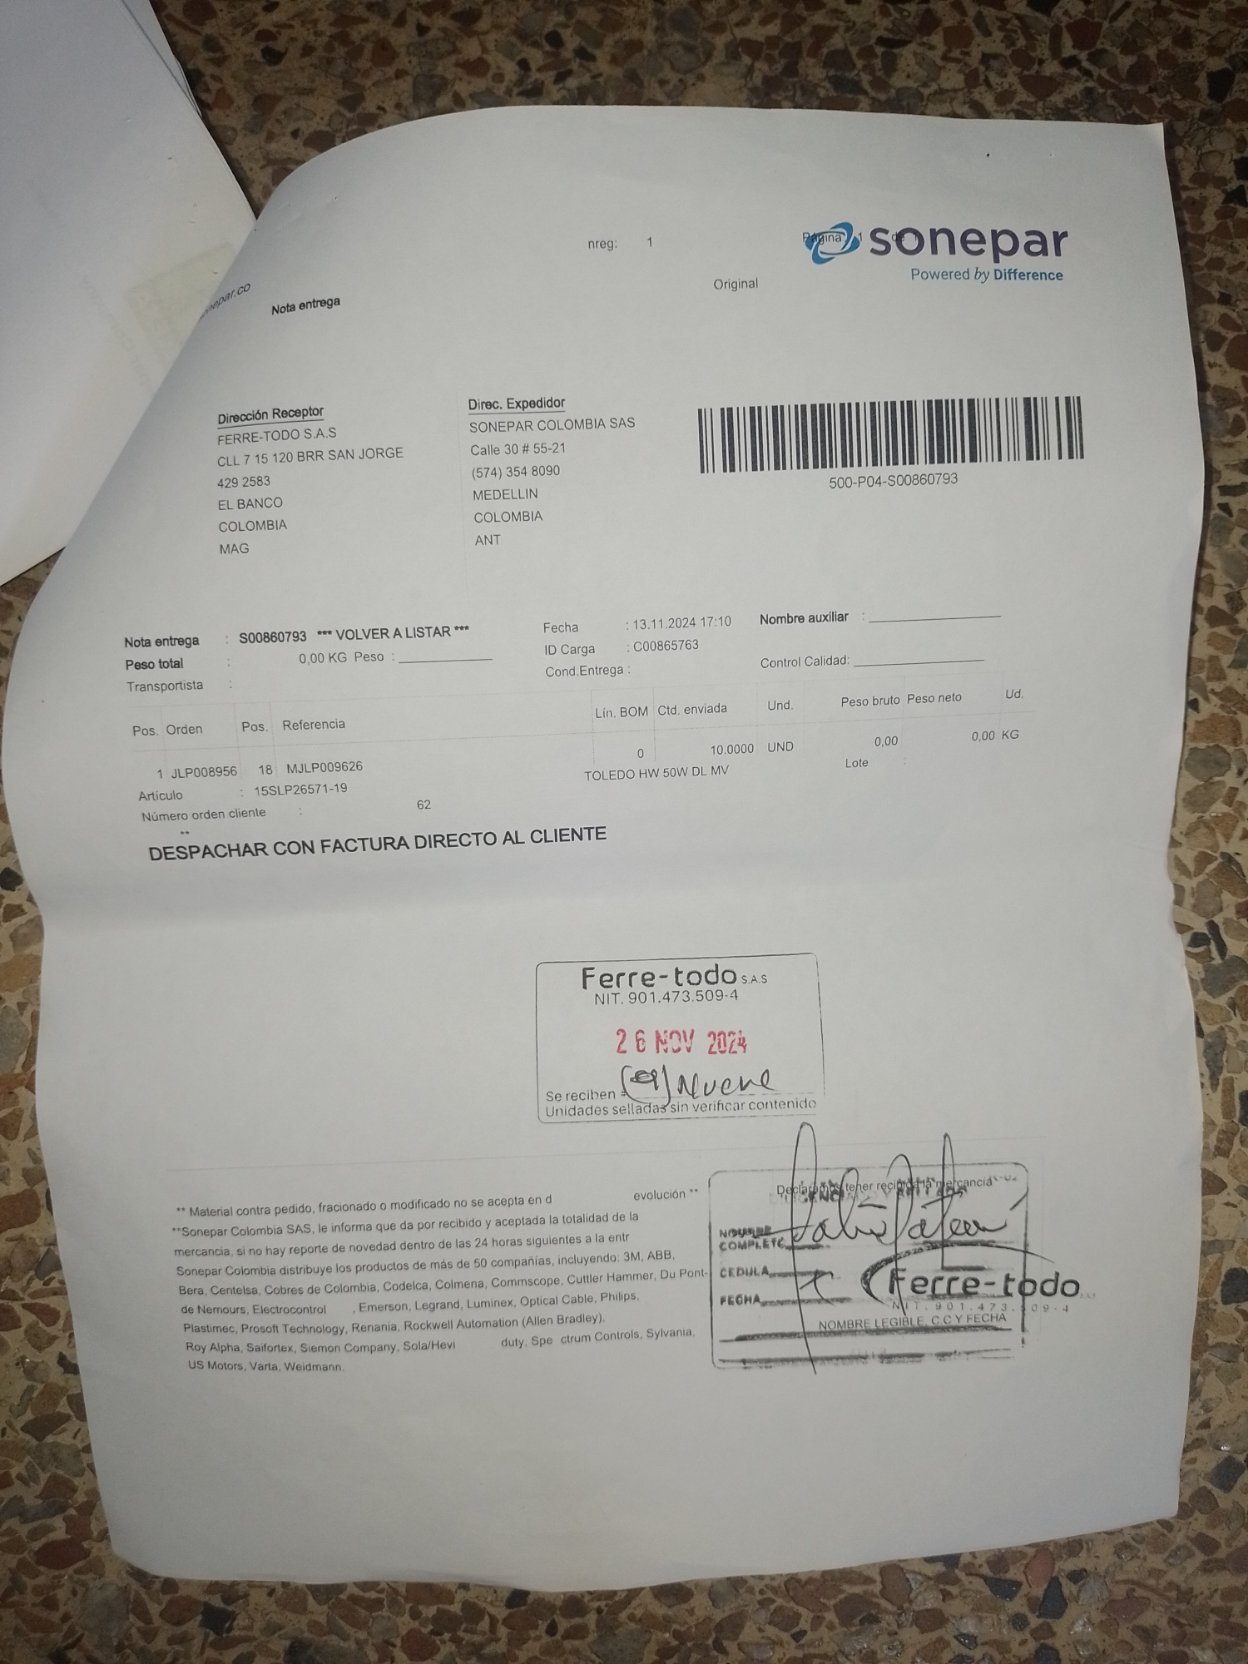 nreg: 1
Página 1 de
sonepar
Powered by Difference
Original
Nota entrega
Dirección Receptor
FERRE-TODO S.A.S
CLL 7 15 120 BRR SAN JORGE
429 2583
EL BANCO
COLOMBIA
MAG
Direc. Expedidor
SONEPAR COLOMBIA SAS
Calle 30 # 55-21
(574) 354 8090
MEDELLIN
COLOMBIA
ANT
500-P04-S00860793
Nota entrega : S00860793 *** VOLVER A LISTAR ***
Peso total : 0,00 KG Peso :
Transportista :
Fecha : 13.11.2024 17:10
ID Carga : C00865763
Cond.Entrega :
Nombre auxiliar :
Control Calidad:
Pos. Orden Pos. Referencia Lín. BOM Ctd. enviada Und. Peso bruto Peso neto Ud.
1 JLP008956 18 MJLP009626 0 10.0000 UND 0,00 0,00 KG
Artículo : 15SLP26571-19 TOLEDO HW 50W DL MV Lote :
Número orden cliente : 62
**
DESPACHAR CON FACTURA DIRECTO AL CLIENTE
Ferre-todo S.A.S
NIT. 901.473.509-4
26 NOV 2024
Se reciben Nueve
Unidades selladas sin verificar contenido
** Material contra pedido, fraccionado o modificado no se acepta en d evolución **
**Sonepar Colombia SAS, le informa que da por recibido y aceptada la totalidad de la
mercancia, si no hay reporte de novedad dentro de las 24 horas siguientes a la entr
Sonepar Colombia distribuye los productos de más de 50 compañías, incluyendo: 3M, ABB,
Bera, Centelsa, Cobres de Colombia, Codelca, Colmena, Commscope, Cuttler Hammer, Du Pont-
de Nemours, Electrocontrol , Emerson, Legrand, Luminex, Optical Cable, Philips,
Plastimec, Prosoft Technology, Renania, Rockwell Automation (Allen Bradley),
Roy Alpha, Saifortex, Siemon Company, Sola/Hevi duty, Spe ctrum Controls, Sylvania,
US Motors, Varta, Weidmann.
Declaramos tener recibida la mercancia
NOMBRE
COMPLETO
CEDULA
FECHA
Ferre-todo
NIT. 901.473.509-4
NOMBRE LEGIBLE, C.C Y FECHA